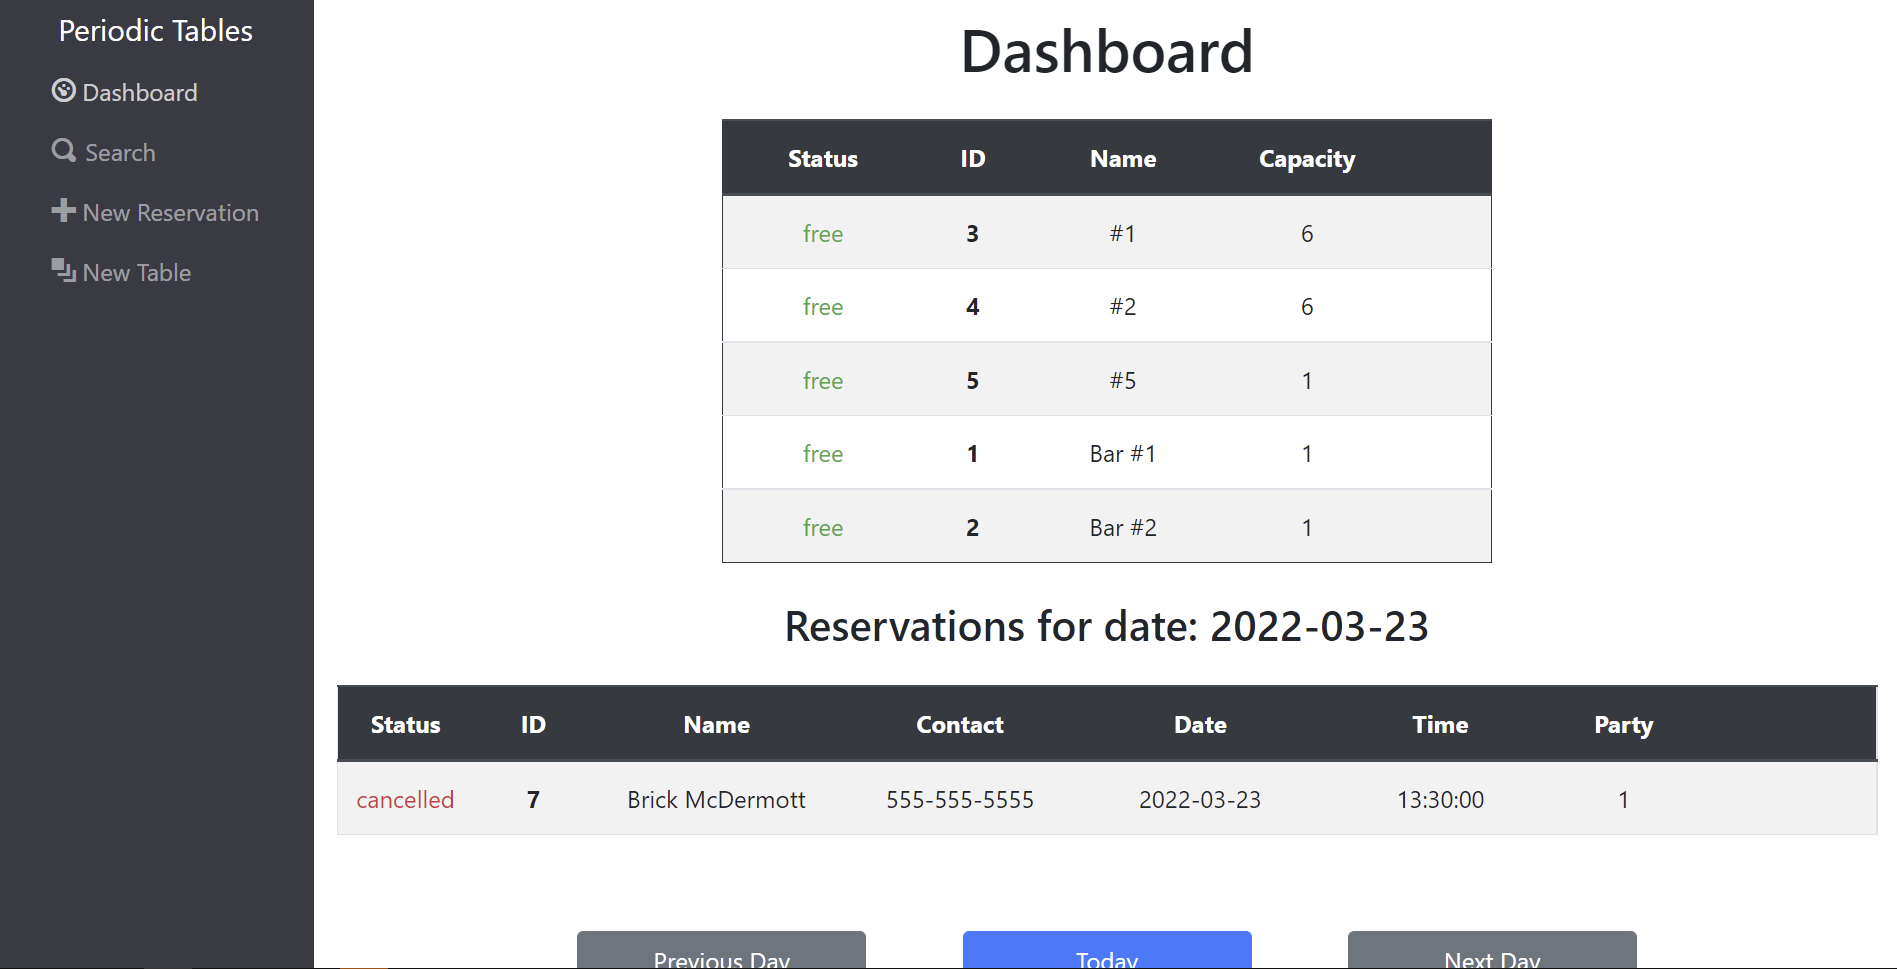 Periodic Tables
Dashboard
Search
New Reservation
New Table
Dashboard
Status ID Name Capacity
free 3 #1 6
free 4 #2 6
free 5 #5 1
free 1 Bar #1 1
free 2 Bar #2 1
Reservations for date: 2022-03-23
Status ID Name Contact Date Time Party
cancelled 7 Brick McDermott 555-555-5555 2022-03-23 13:30:00 1
Previous Day Today Next Day